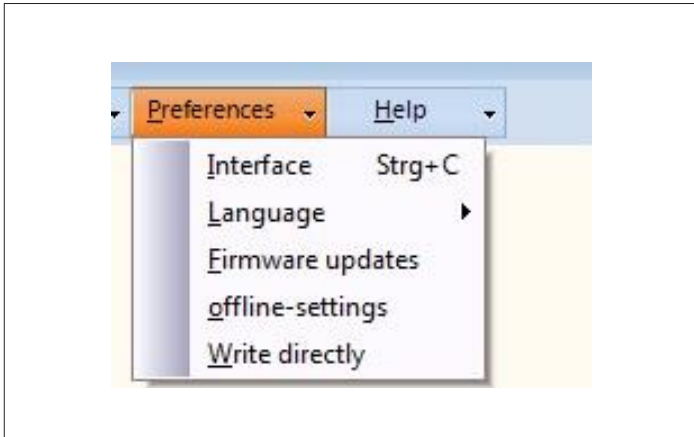 Preferences Help
Interface Strg+C
Language
Firmware updates
offline-settings
Write directly